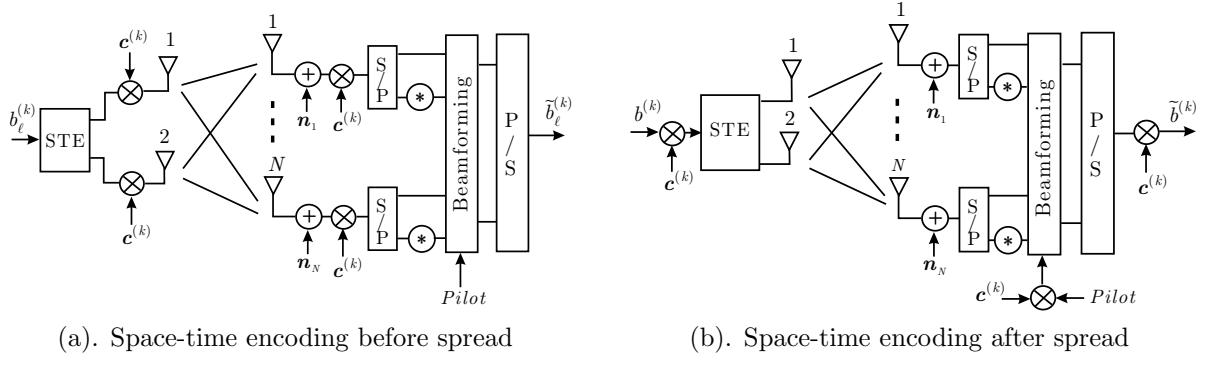 b_ℓ^{(k)}
STE
c^{(k)}
c^{(k)}
1
2
1
N
+
n_1
c^{(k)}
S/P
*
+
n_N
c^{(k)}
S/P
*
Beamforming
Pilot
P/S
b̃_ℓ^{(k)}
(a). Space-time encoding before spread
b^{(k)}
c^{(k)}
STE
1
2
1
N
+
n_1
S/P
*
+
n_N
S/P
*
Beamforming
c^{(k)}
Pilot
P/S
b̃^{(k)}
c^{(k)}
(b). Space-time encoding after spread